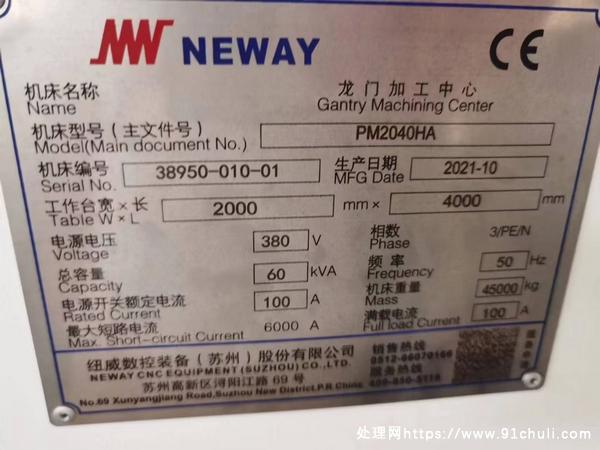 NEWAY CE
机床名称 龙门加工中心
Name Gantry Machining Center
机床型号（主文件号） PM2040HA
Model(Main document No.)
机床编号 38950-010-01 生产日期 2021-10
Serial No. MFG Date
工作台宽×长 2000 mm× 4000 mm
Table W×L
电源电压 380 V 相数 3/PE/N
Voltage Phase
总容量 60 kVA 频率 50 Hz
Capacity Frequency
电源开关额定电流 100 A 机床重量 45000 kg
Rated Current Mass
最大短路电流 6000 A 满载电流 100 A
Max. Short-circuit Current Full load Current
纽威数控装备（苏州）股份有限公司 销售热线
NEWAY CNC EQUIPMENT(SUZHOU) CO.,LTD. 0512-66070166
苏州高新区浔阳江路 69 号 服务热线
No.69 Xunyangjiang Road,Suzhou New District,P.R.China.
处理网https://www.91chuli.com/